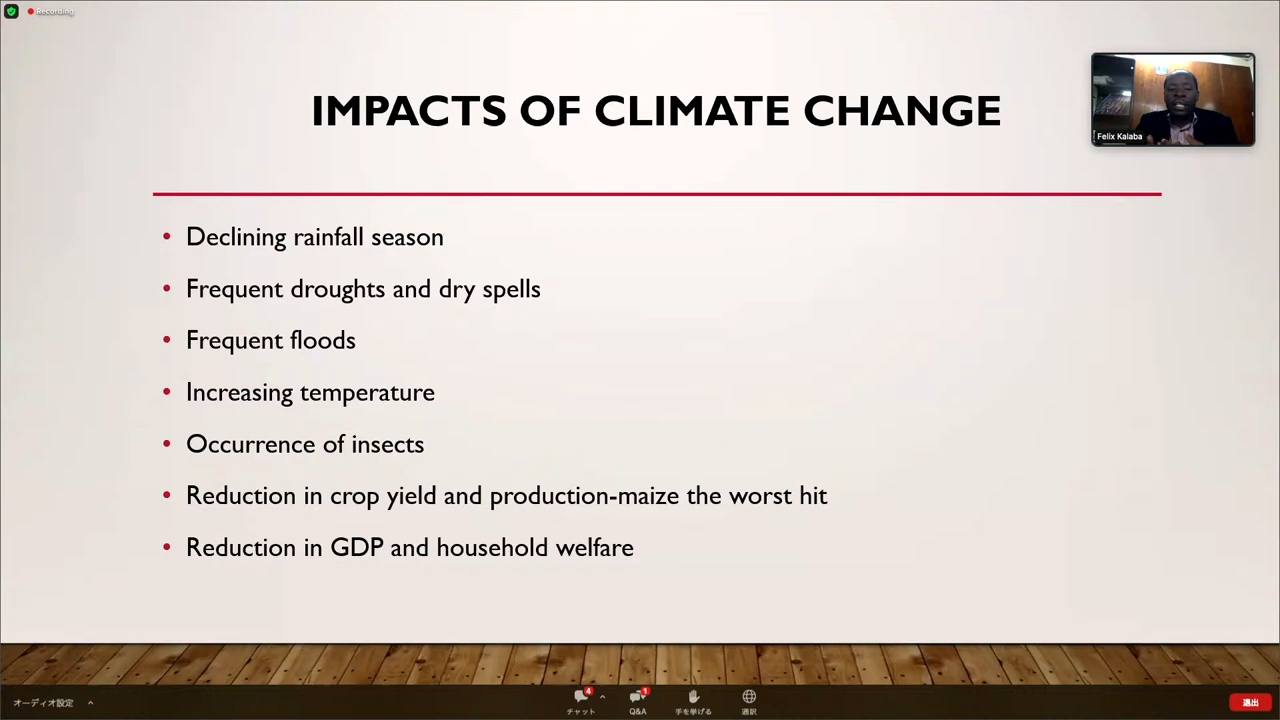 Recording
IMPACTS OF CLIMATE CHANGE
Felix Kalaba
• Declining rainfall season
• Frequent droughts and dry spells
• Frequent floods
• Increasing temperature
• Occurrence of insects
• Reduction in crop yield and production-maize the worst hit
• Reduction in GDP and household welfare
オーディオ設定
4
チャット
1
Q&A
手を挙げる
通訳
退出